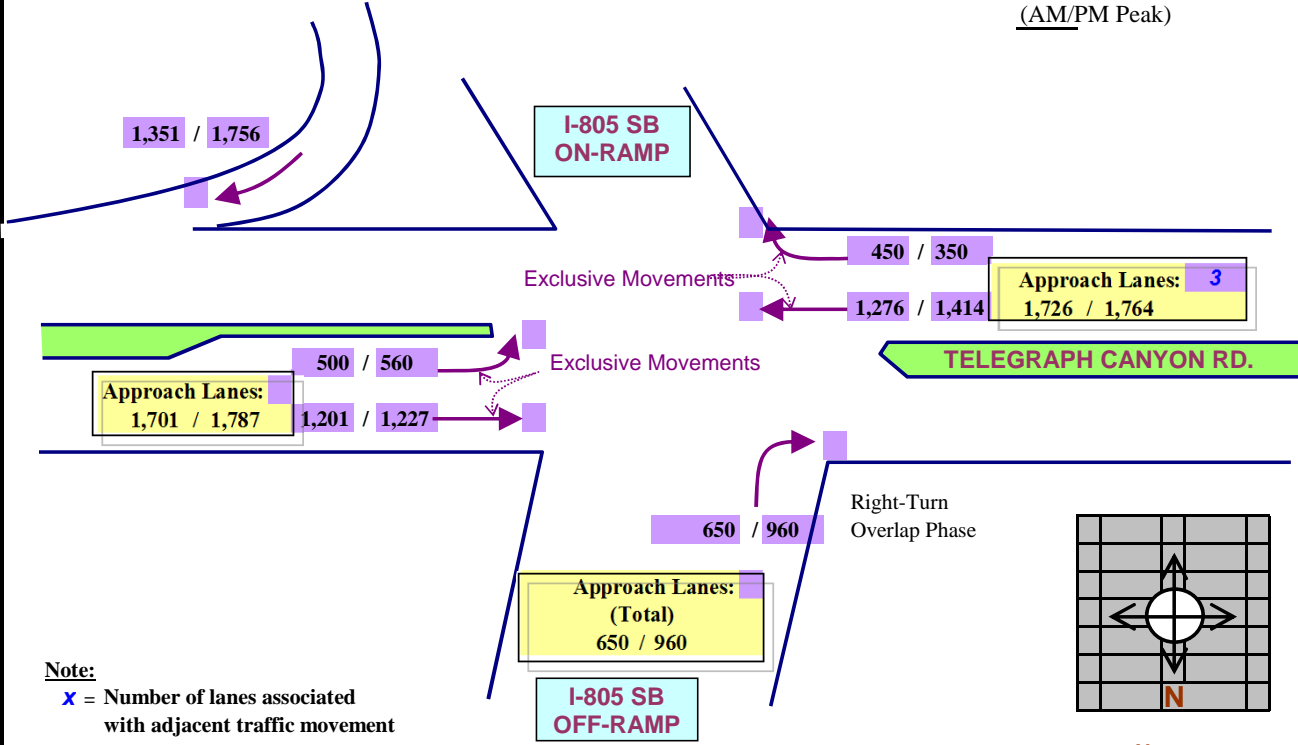 (AM/PM Peak)
1,351 / 1,756
I-805 SB
ON-RAMP
450 / 350
Exclusive Movements
Approach Lanes: 3
1,276 / 1,414
1,726 / 1,764
500 / 560
Exclusive Movements
TELEGRAPH CANYON RD.
Approach Lanes:
1,701 / 1,787
1,201 / 1,227
Right-Turn
650 / 960
Overlap Phase
Approach Lanes:
(Total)
650 / 960
Note:
x = Number of lanes associated
with adjacent traffic movement
I-805 SB
OFF-RAMP
N